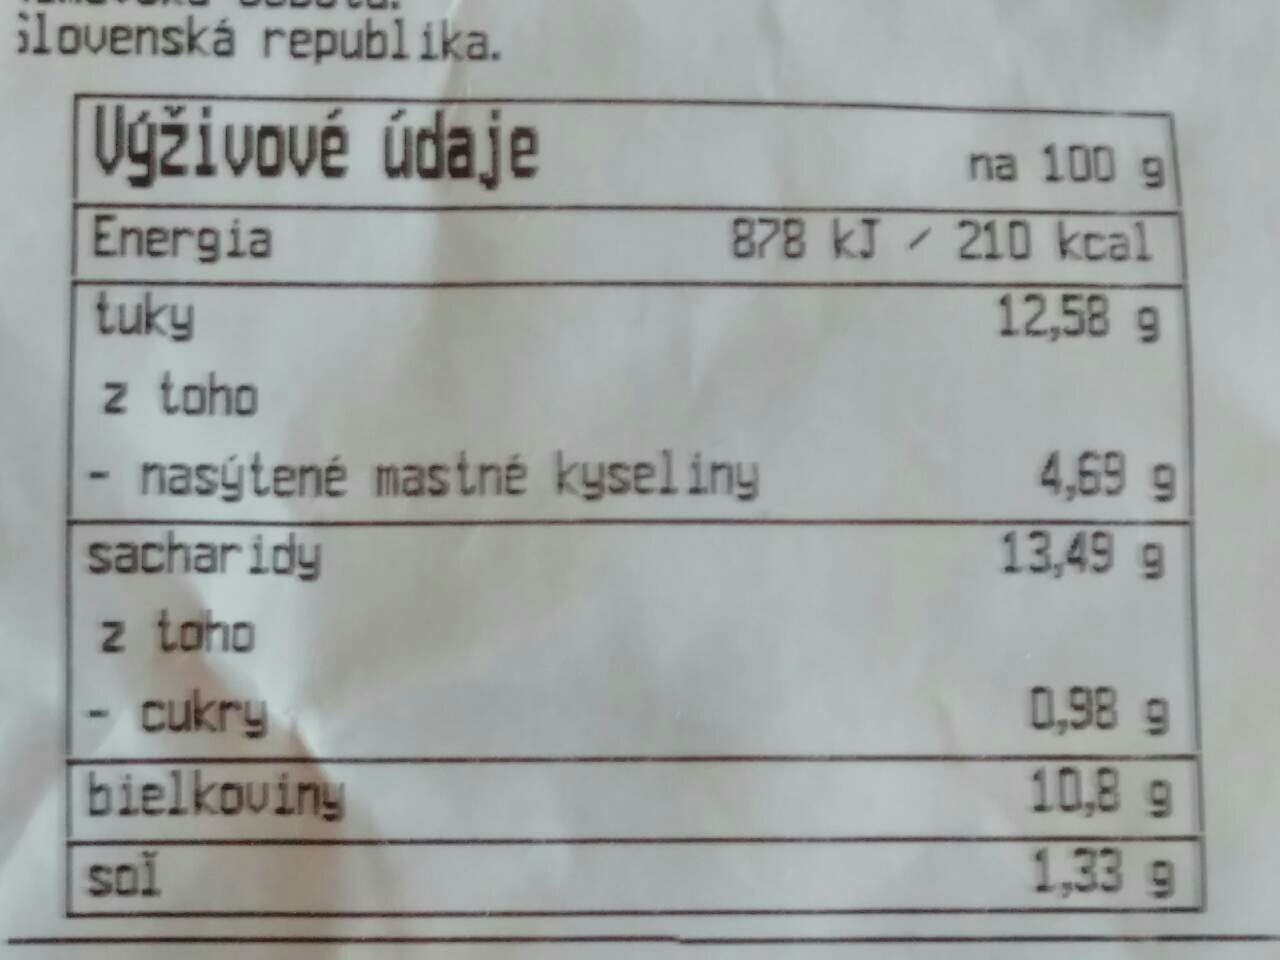 Slovenská republika.
Výživové údaje na 100 g
Energia 878 kJ / 210 kcal
tuky 12,58 g
z toho
- nasýtené mastné kyseliny 4,69 g
sacharidy 13,49 g
z toho
- cukry 0,98 g
bielkoviny 10,8 g
soľ 1,33 g